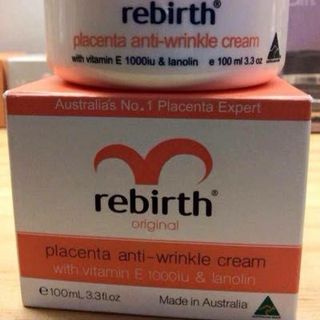 rebirth®
placenta anti-wrinkle cream
with vitamin E 1000iu & lanolin e 100 ml 3.3 oz
Australia's No.1 Placenta Expert
rebirth®
original
placenta anti-wrinkle cream
with vitamin E 1000iu & lanolin
e 100mL 3.3fl.oz Made in Australia